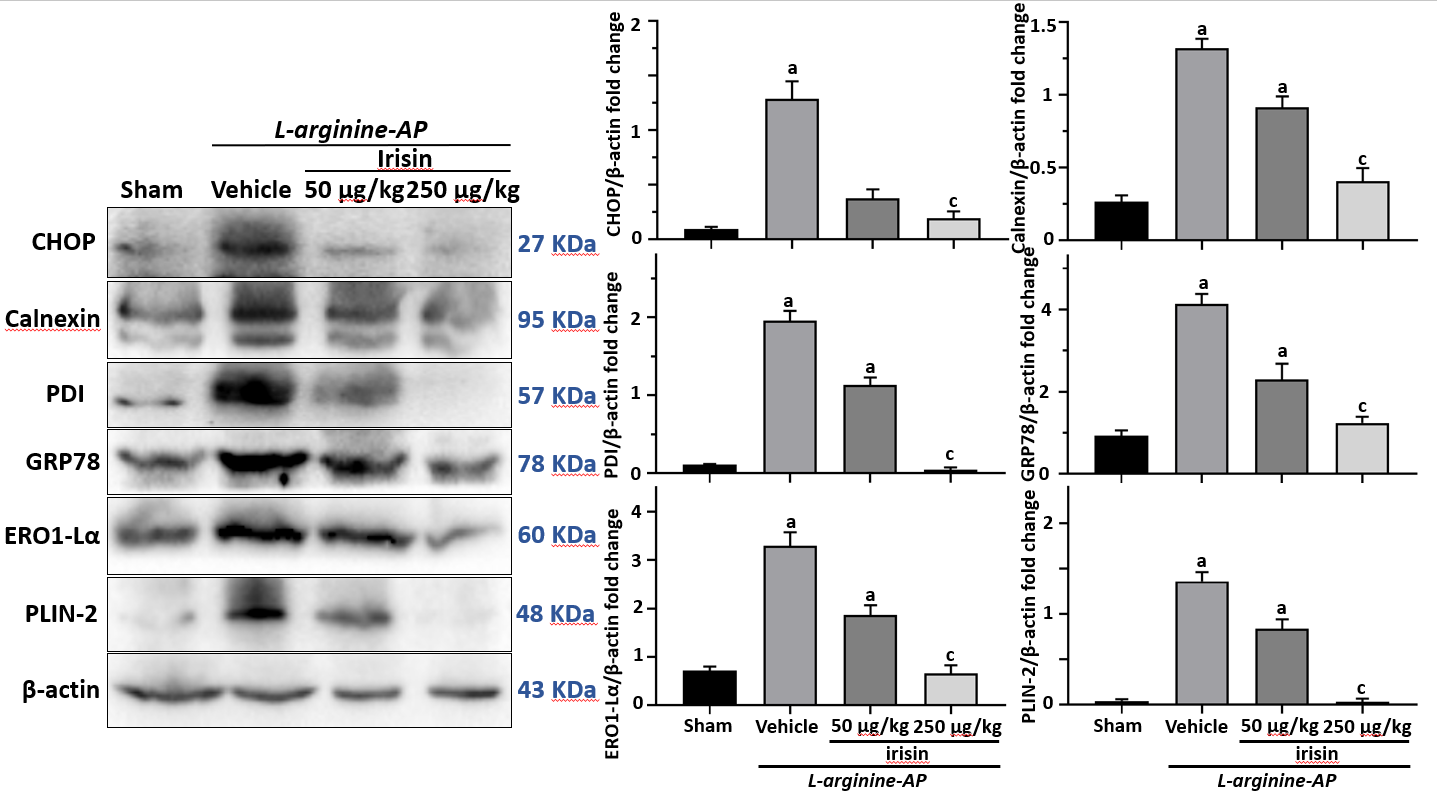 L-arginine-AP
Irisin
Sham Vehicle 50 µg/kg 250 µg/kg
CHOP 27 KDa
Calnexin 95 KDa
PDI 57 KDa
GRP78 78 KDa
ERO1-Lα 60 KDa
PLIN-2 48 KDa
β-actin 43 KDa
CHOP/β-actin fold change
2
1
0
a
c
Calnexin/β-actin fold change
1.5
1
0.5
0
a
a
c
PDI/β-actin fold change
2
1
0
a
a
c
GRP78/β-actin fold change
4
2
0
a
a
c
ERO1-Lα/β-actin fold change
4
3
2
1
0
a
a
c
Sham Vehicle 50 µg/kg 250 µg/kg
irisin
L-arginine-AP
PLIN-2/β-actin fold change
2
1
0
a
a
c
Sham Vehicle 50 µg/kg 250 µg/kg
irisin
L-arginine-AP